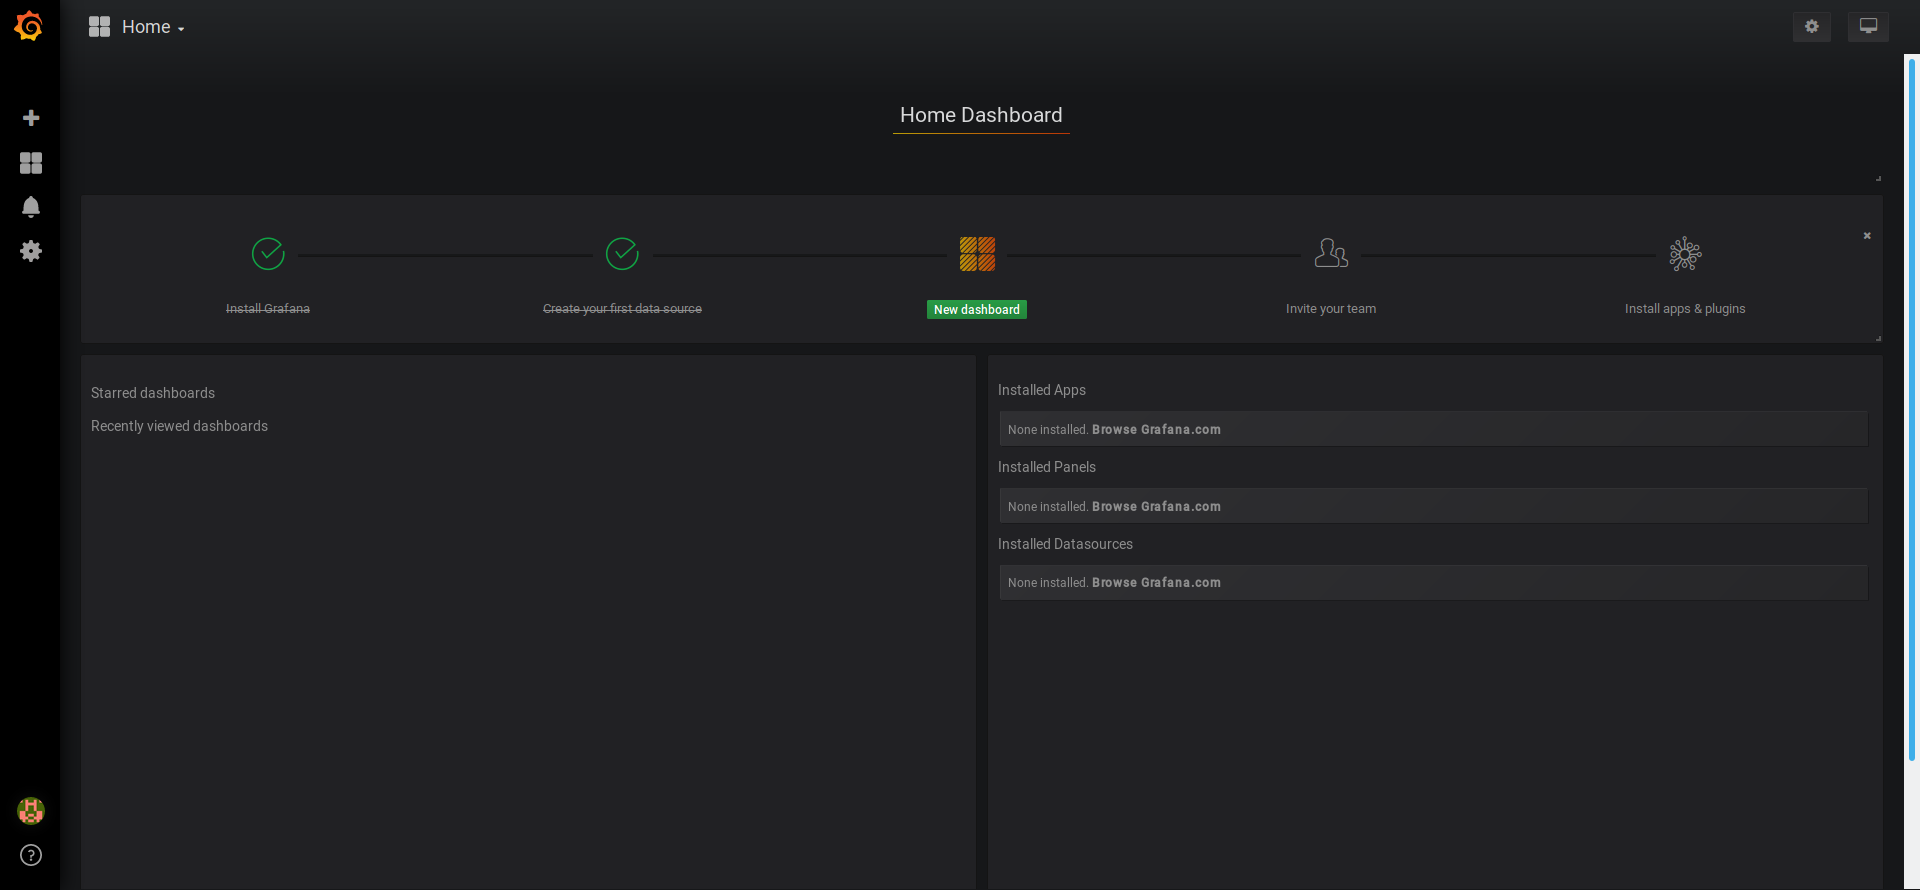 Home
Home Dashboard
Install Grafana
Create your first data source
New dashboard
Invite your team
Install apps & plugins
Starred dashboards
Recently viewed dashboards
Installed Apps
None installed. Browse Grafana.com
Installed Panels
None installed. Browse Grafana.com
Installed Datasources
None installed. Browse Grafana.com